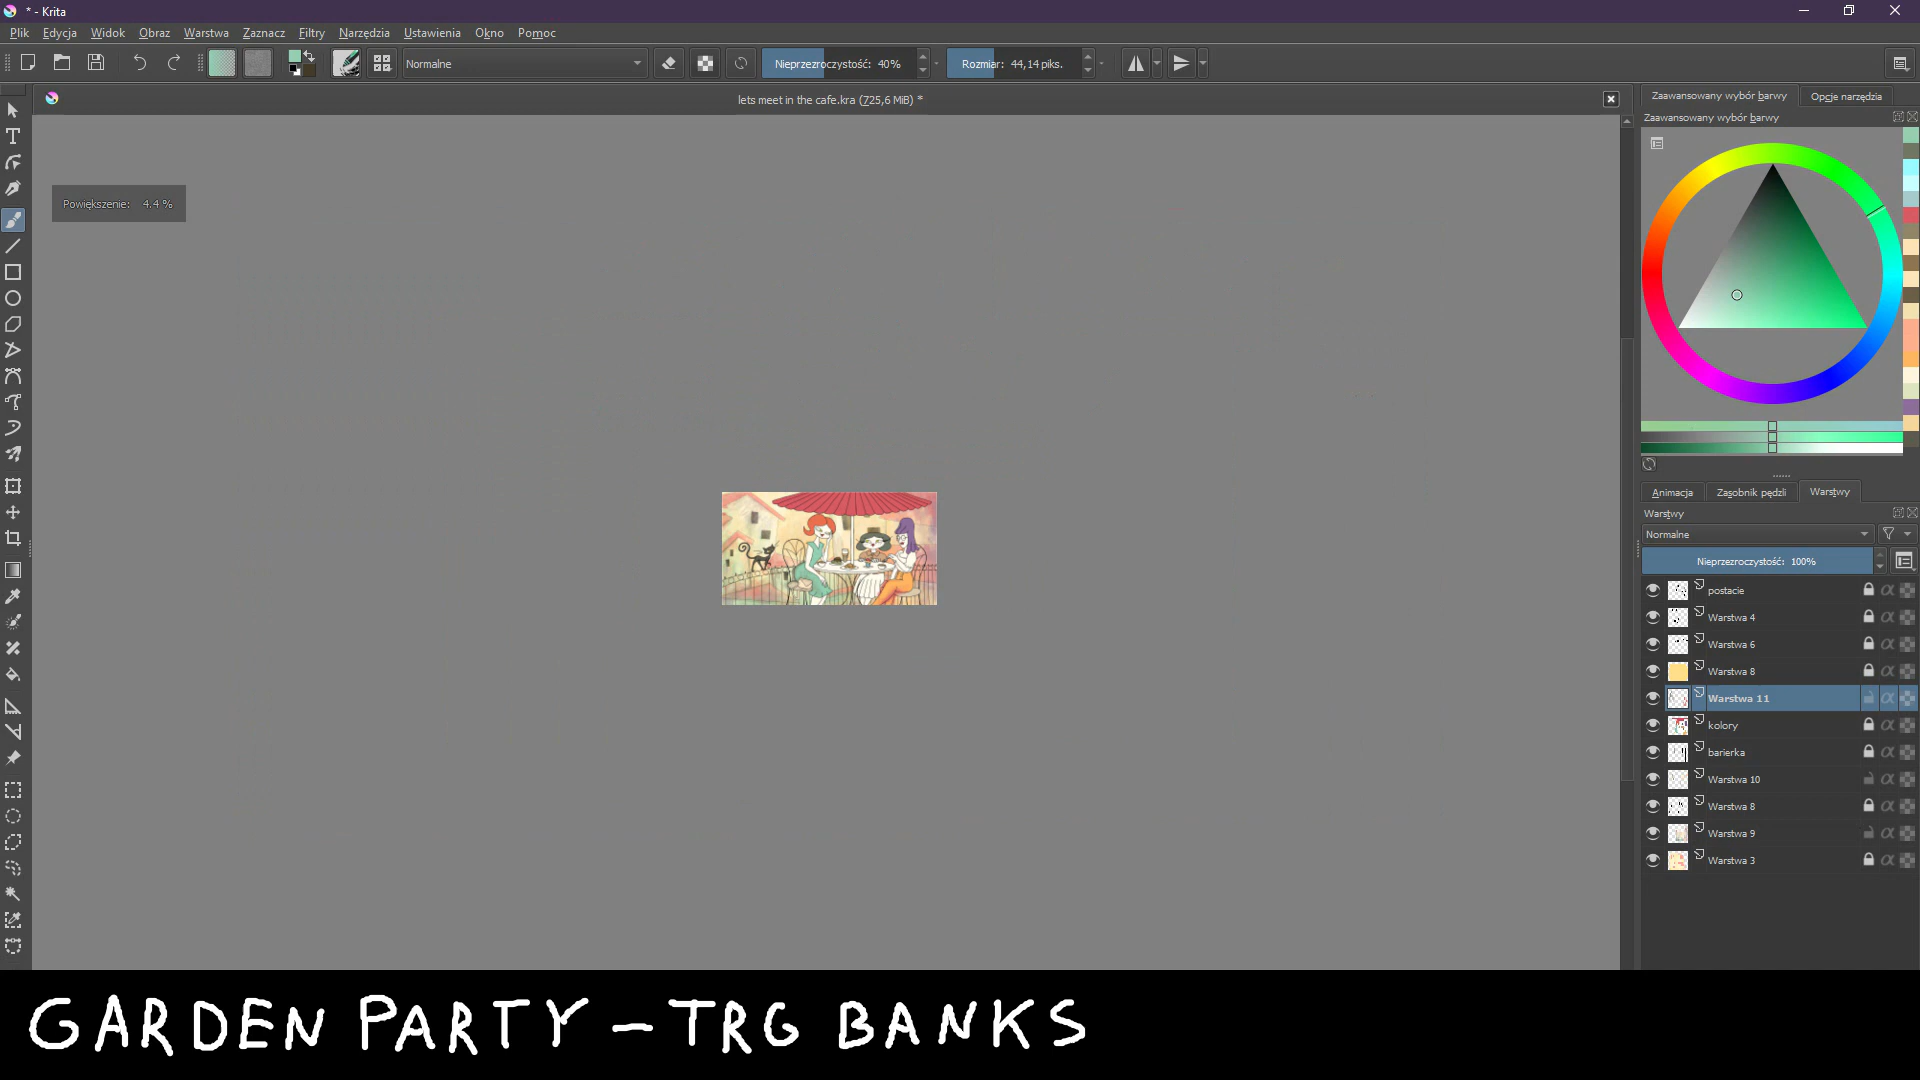 * - Krita
Plik Edycja Widok Obraz Warstwa Zaznacz Filtry Narzędzia Ustawienia Okno Pomoc
Normalne Nieprzezroczystość: 40% Rozmiar: 44,14 piks.
lets meet in the cafe.kra (725,6 MiB) *
Powiększenie: 4.4 %
Zaawansowany wybór barwy Opcje narzędzia
Zaawansowany wybór barwy
Animacja Zasobnik pędzli Warstwy
Warstwy
Normalne
Nieprzezroczystość: 100%
postacie
Warstwa 4
Warstwa 6
Warstwa 8
Warstwa 11
kolory
barierka
Warstwa 10
Warstwa 8
Warstwa 9
Warstwa 3
GARDEN PARTY – TRG BANKS